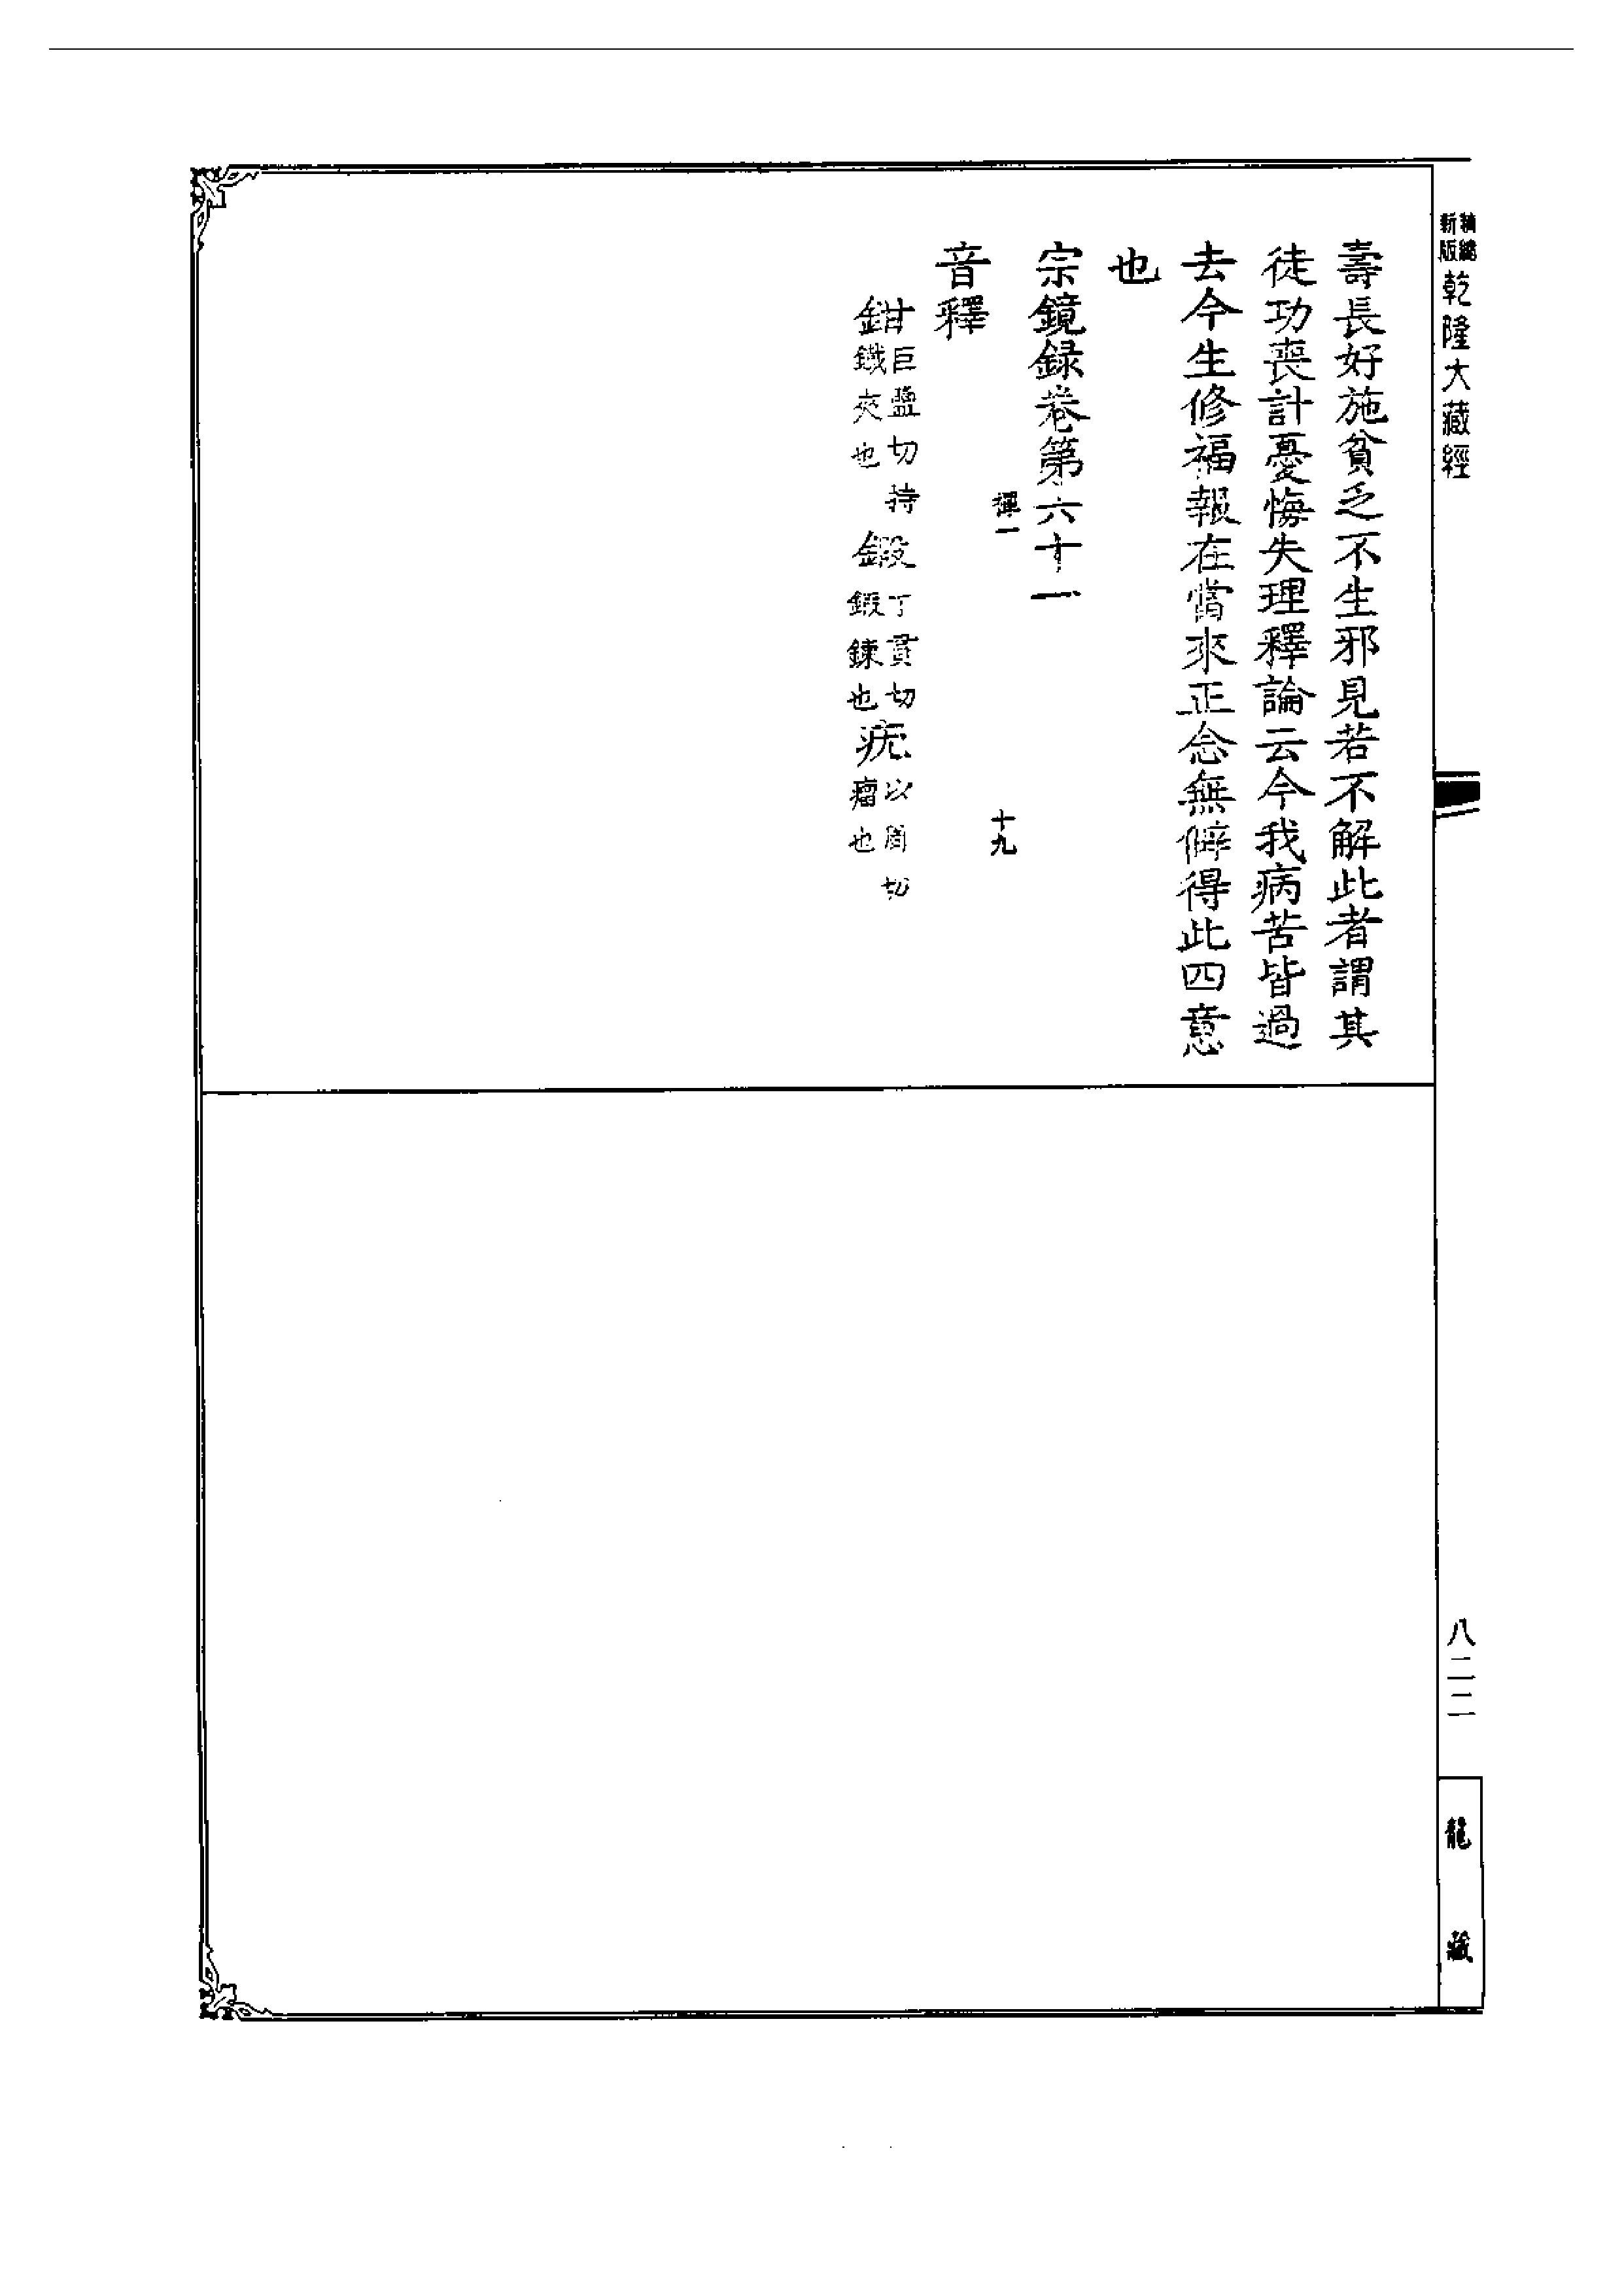 新版
精縮
乾隆大藏經
壽長好施貧乏不生邪見若不解此者謂其
徒功喪計憂悔失理釋論云今我病苦皆過
去今生修福報在當來正念無僻得此四意
也
宗鏡録卷第六十一
禪一
十九
音釋
鉗巨鹽切持鐵夾也 鍛丁貫切鍛鍊也 疣以周切瘤也
八二二
龍藏